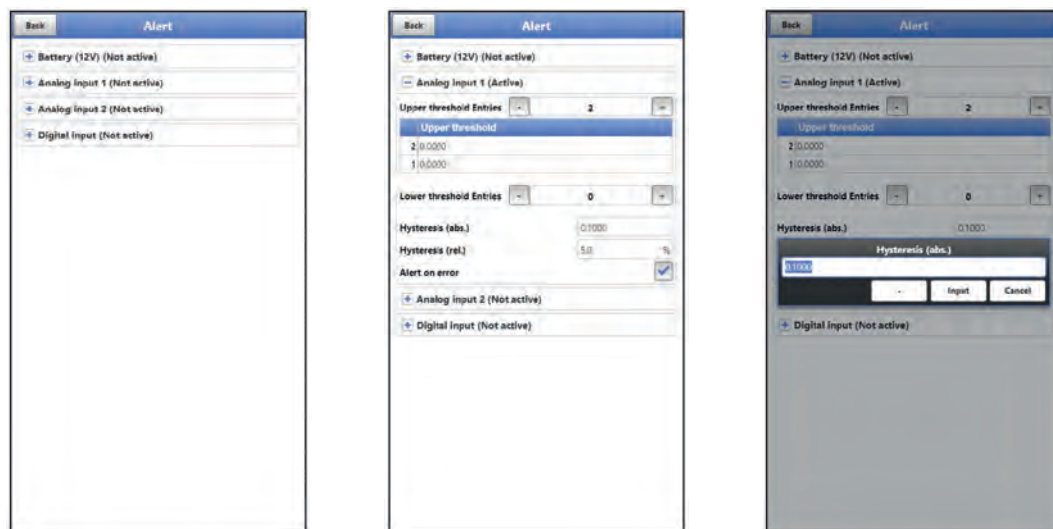 Back Alert
+ Battery (12V) (Not active)
+ Analog input 1 (Not active)
+ Analog input 2 (Not active)
+ Digital input (Not active)
Back Alert
+ Battery (12V) (Not active)
- Analog input 1 (Active)
Upper threshold Entries - 2 +
Upper threshold
2 0.0000
1 0.0000
Lower threshold Entries - 0 +
Hysteresis (abs.) 0.1000
Hysteresis (rel.) 5.0 %
Alert on error
+ Analog input 2 (Not active)
+ Digital input (Not active)
Back Alert
+ Battery (12V) (Not active)
- Analog input 1 (Active)
Upper threshold Entries - 2 +
Upper threshold
2 0.0000
1 0.0000
Lower threshold Entries - 0 +
Hysteresis (abs.) 0.1000
Hysteresis (abs.)
0.1000
- Input Cancel
+ Digital input (Not active)